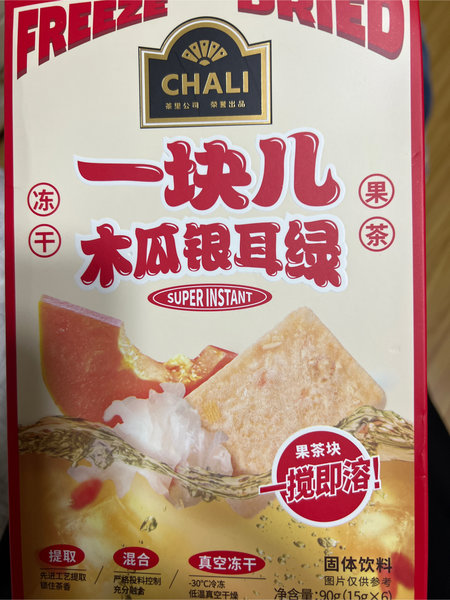 FREEZE DRIED
CHALI
茶里公司 荣誉出品
冻干
果茶
一块儿
木瓜银耳绿
SUPER INSTANT
果茶块
一搅即溶!
提取
先进工艺提取
锁住茶香
混合
严格投料控制
充分融合
真空冻干
-30°C冷冻
低温真空干燥
固体饮料
图片仅供参考
净含量:90g(15g×6)